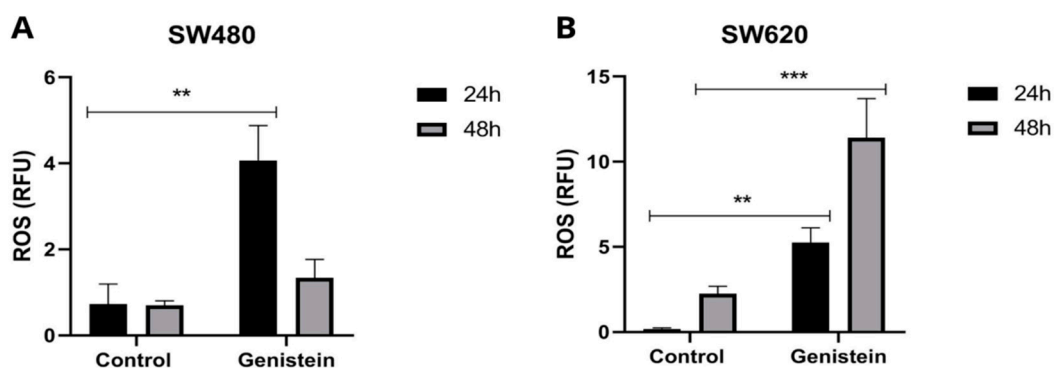 A
SW480
6
4
2
0
ROS (RFU)
**
24h
48h
Control
Genistein
B
SW620
15
10
5
0
ROS (RFU)
***
**
24h
48h
Control
Genistein